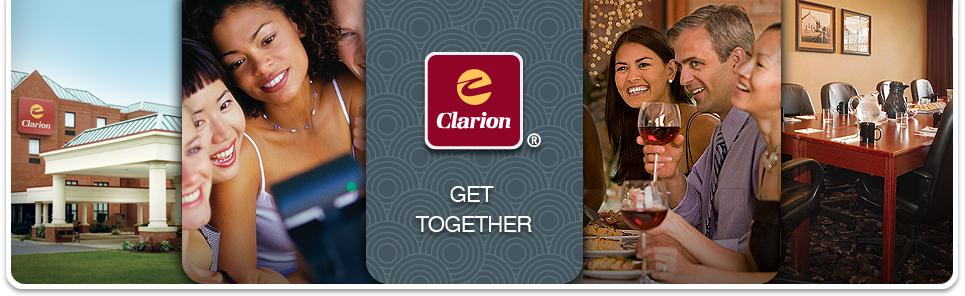 Clarion
Clarion
®
GET
TOGETHER